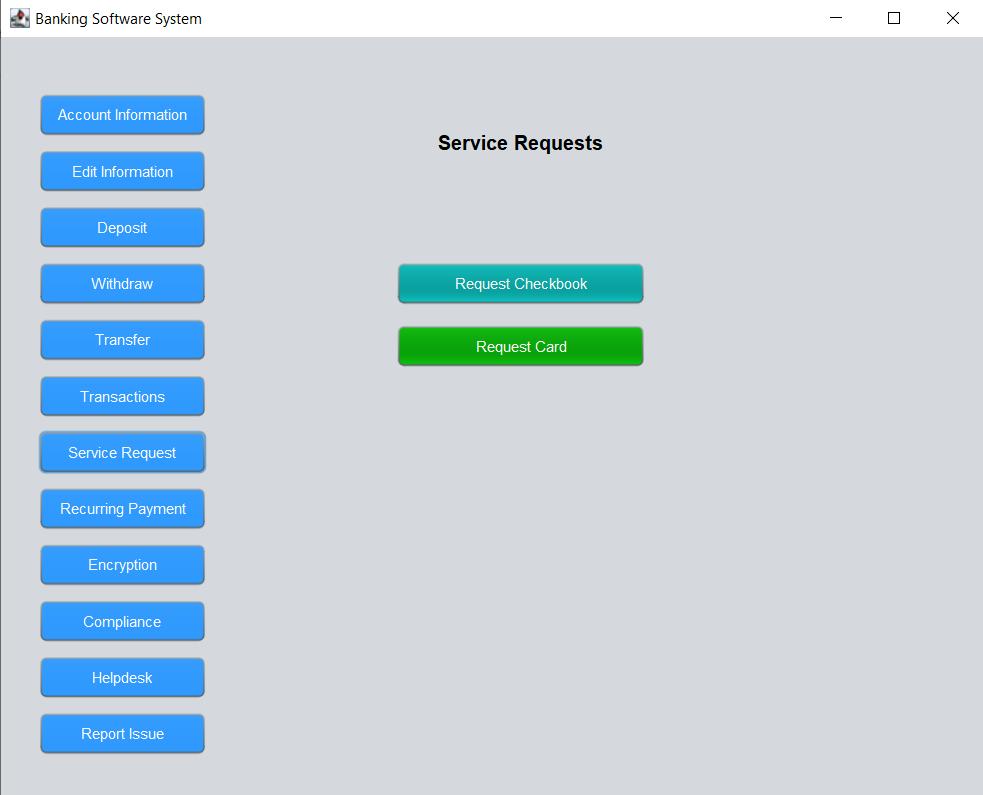 Banking Software System
Account Information
Edit Information
Deposit
Withdraw
Transfer
Transactions
Service Request
Recurring Payment
Encryption
Compliance
Helpdesk
Report Issue
Service Requests
Request Checkbook
Request Card